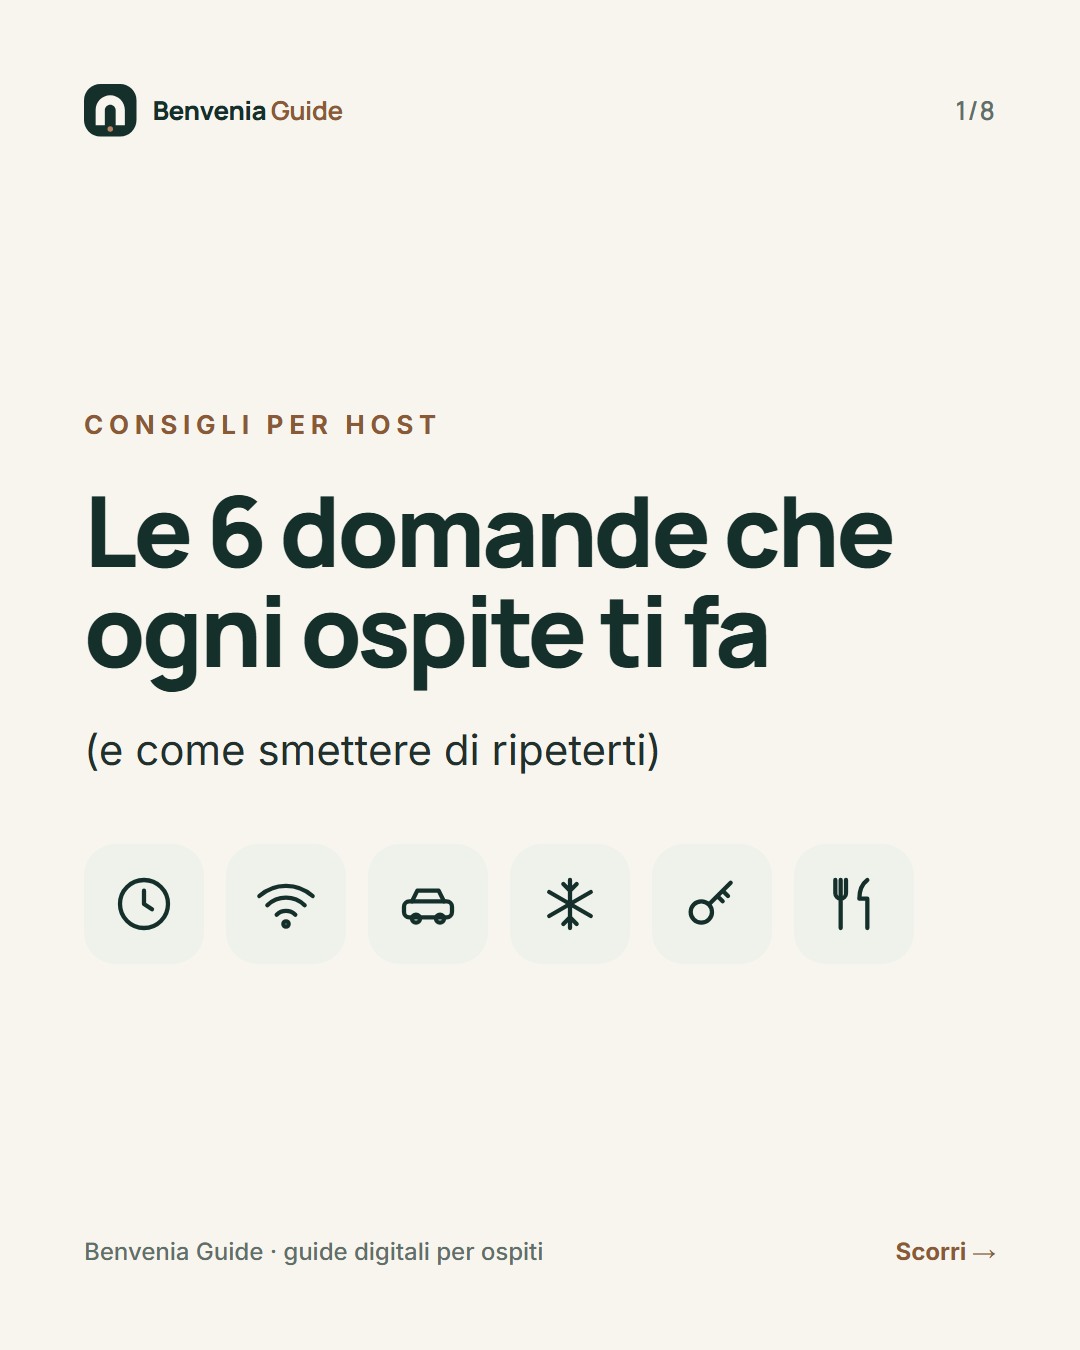 Benvenia Guide
1/8
CONSIGLI PER HOST
Le 6 domande che
ogni ospite ti fa
(e come smettere di ripeterti)
Benvenia Guide · guide digitali per ospiti
Scorri →